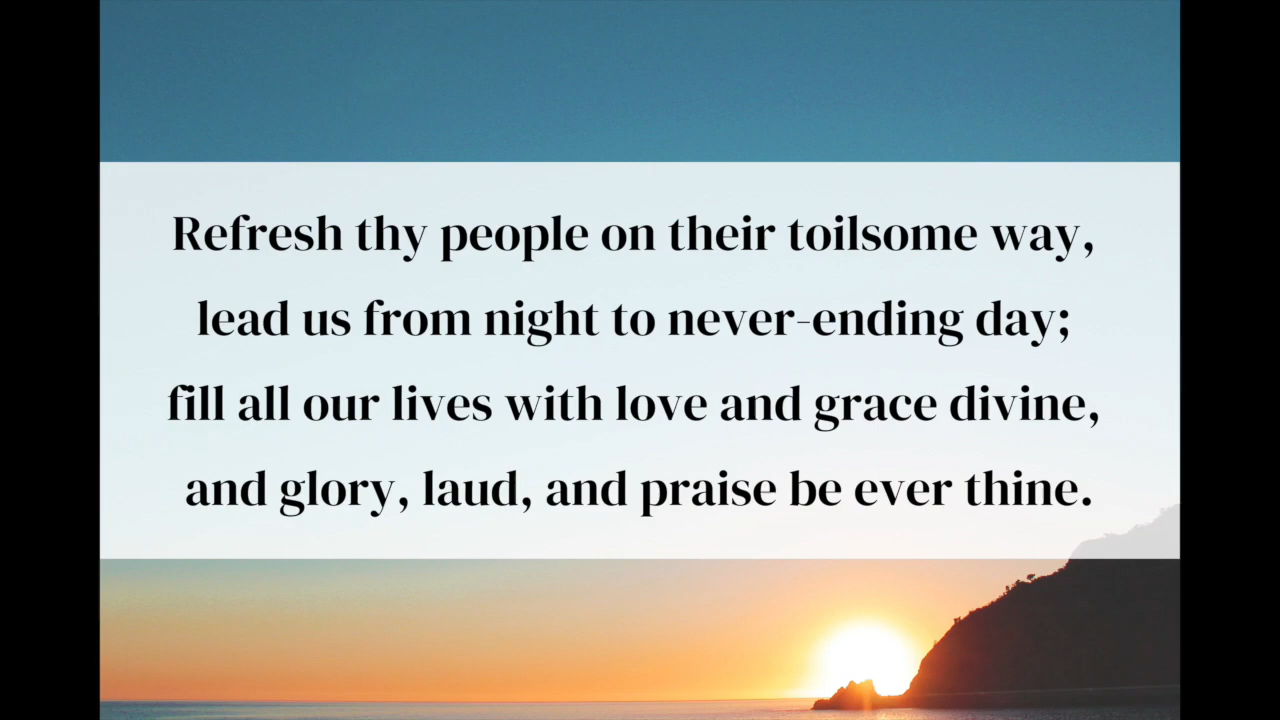 Refresh thy people on their toilsome way,
lead us from night to never-ending day;
fill all our lives with love and grace divine,
and glory, laud, and praise be ever thine.